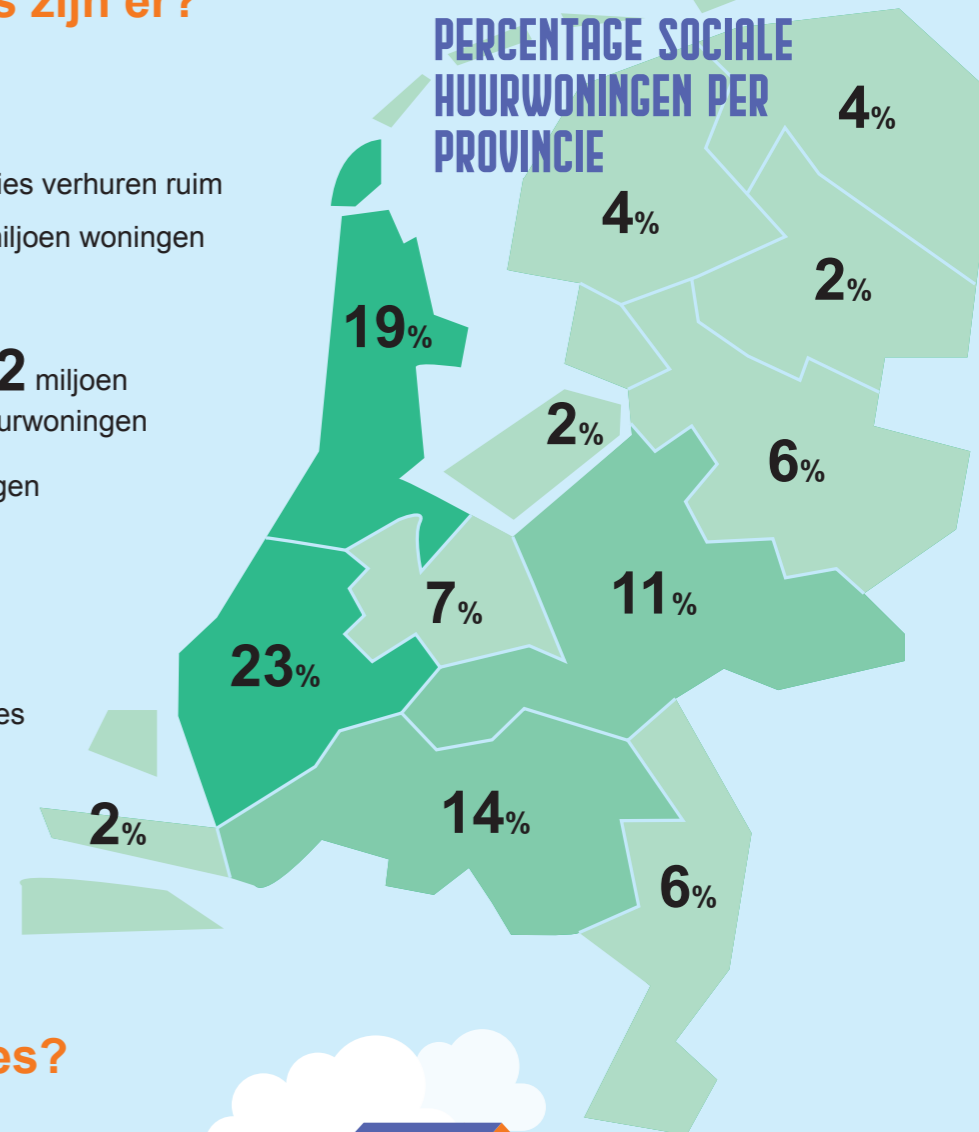 s zijn er?
PERCENTAGE SOCIALE
HUURWONINGEN PER
PROVINCIE
ies verhuren ruim
iljoen woningen
2 miljoen
urwoningen
gen
es
4%
4%
2%
19%
2%
6%
7%
11%
23%
14%
2%
6%
es?